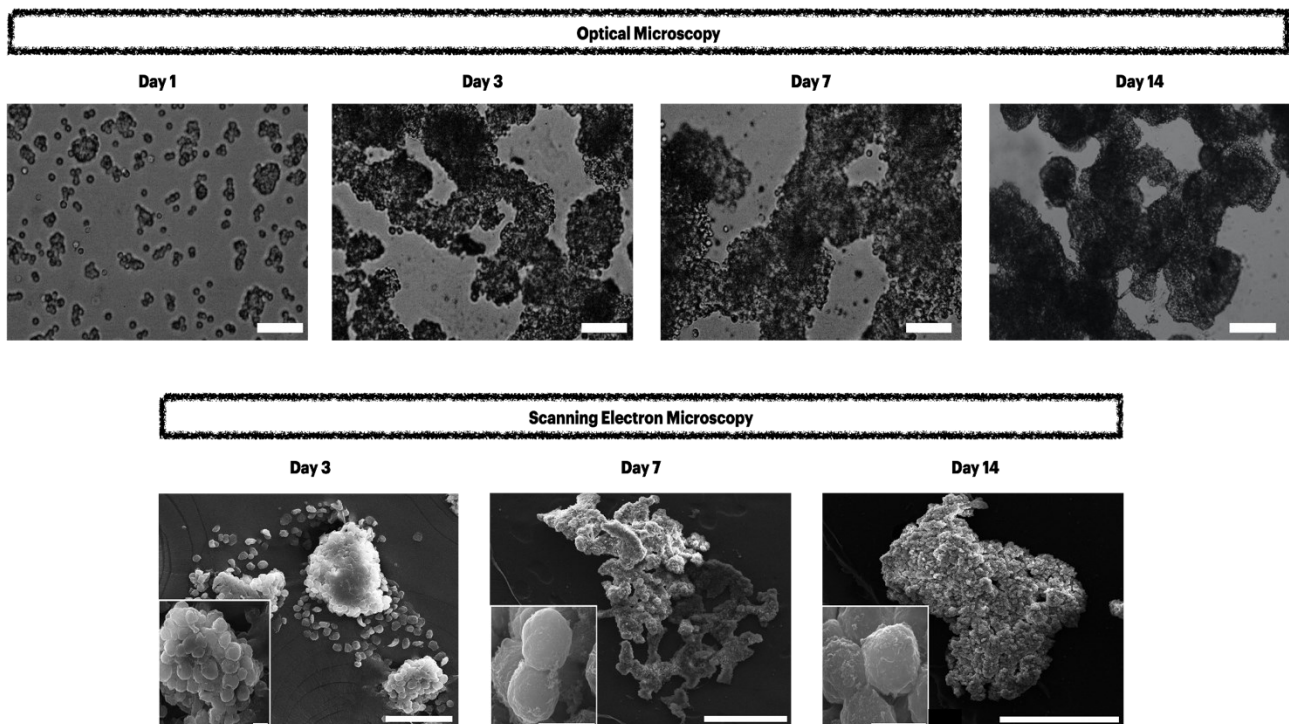 Optical Microscopy
Day 1
Day 3
Day 7
Day 14
Scanning Electron Microscopy
Day 3
Day 7
Day 14